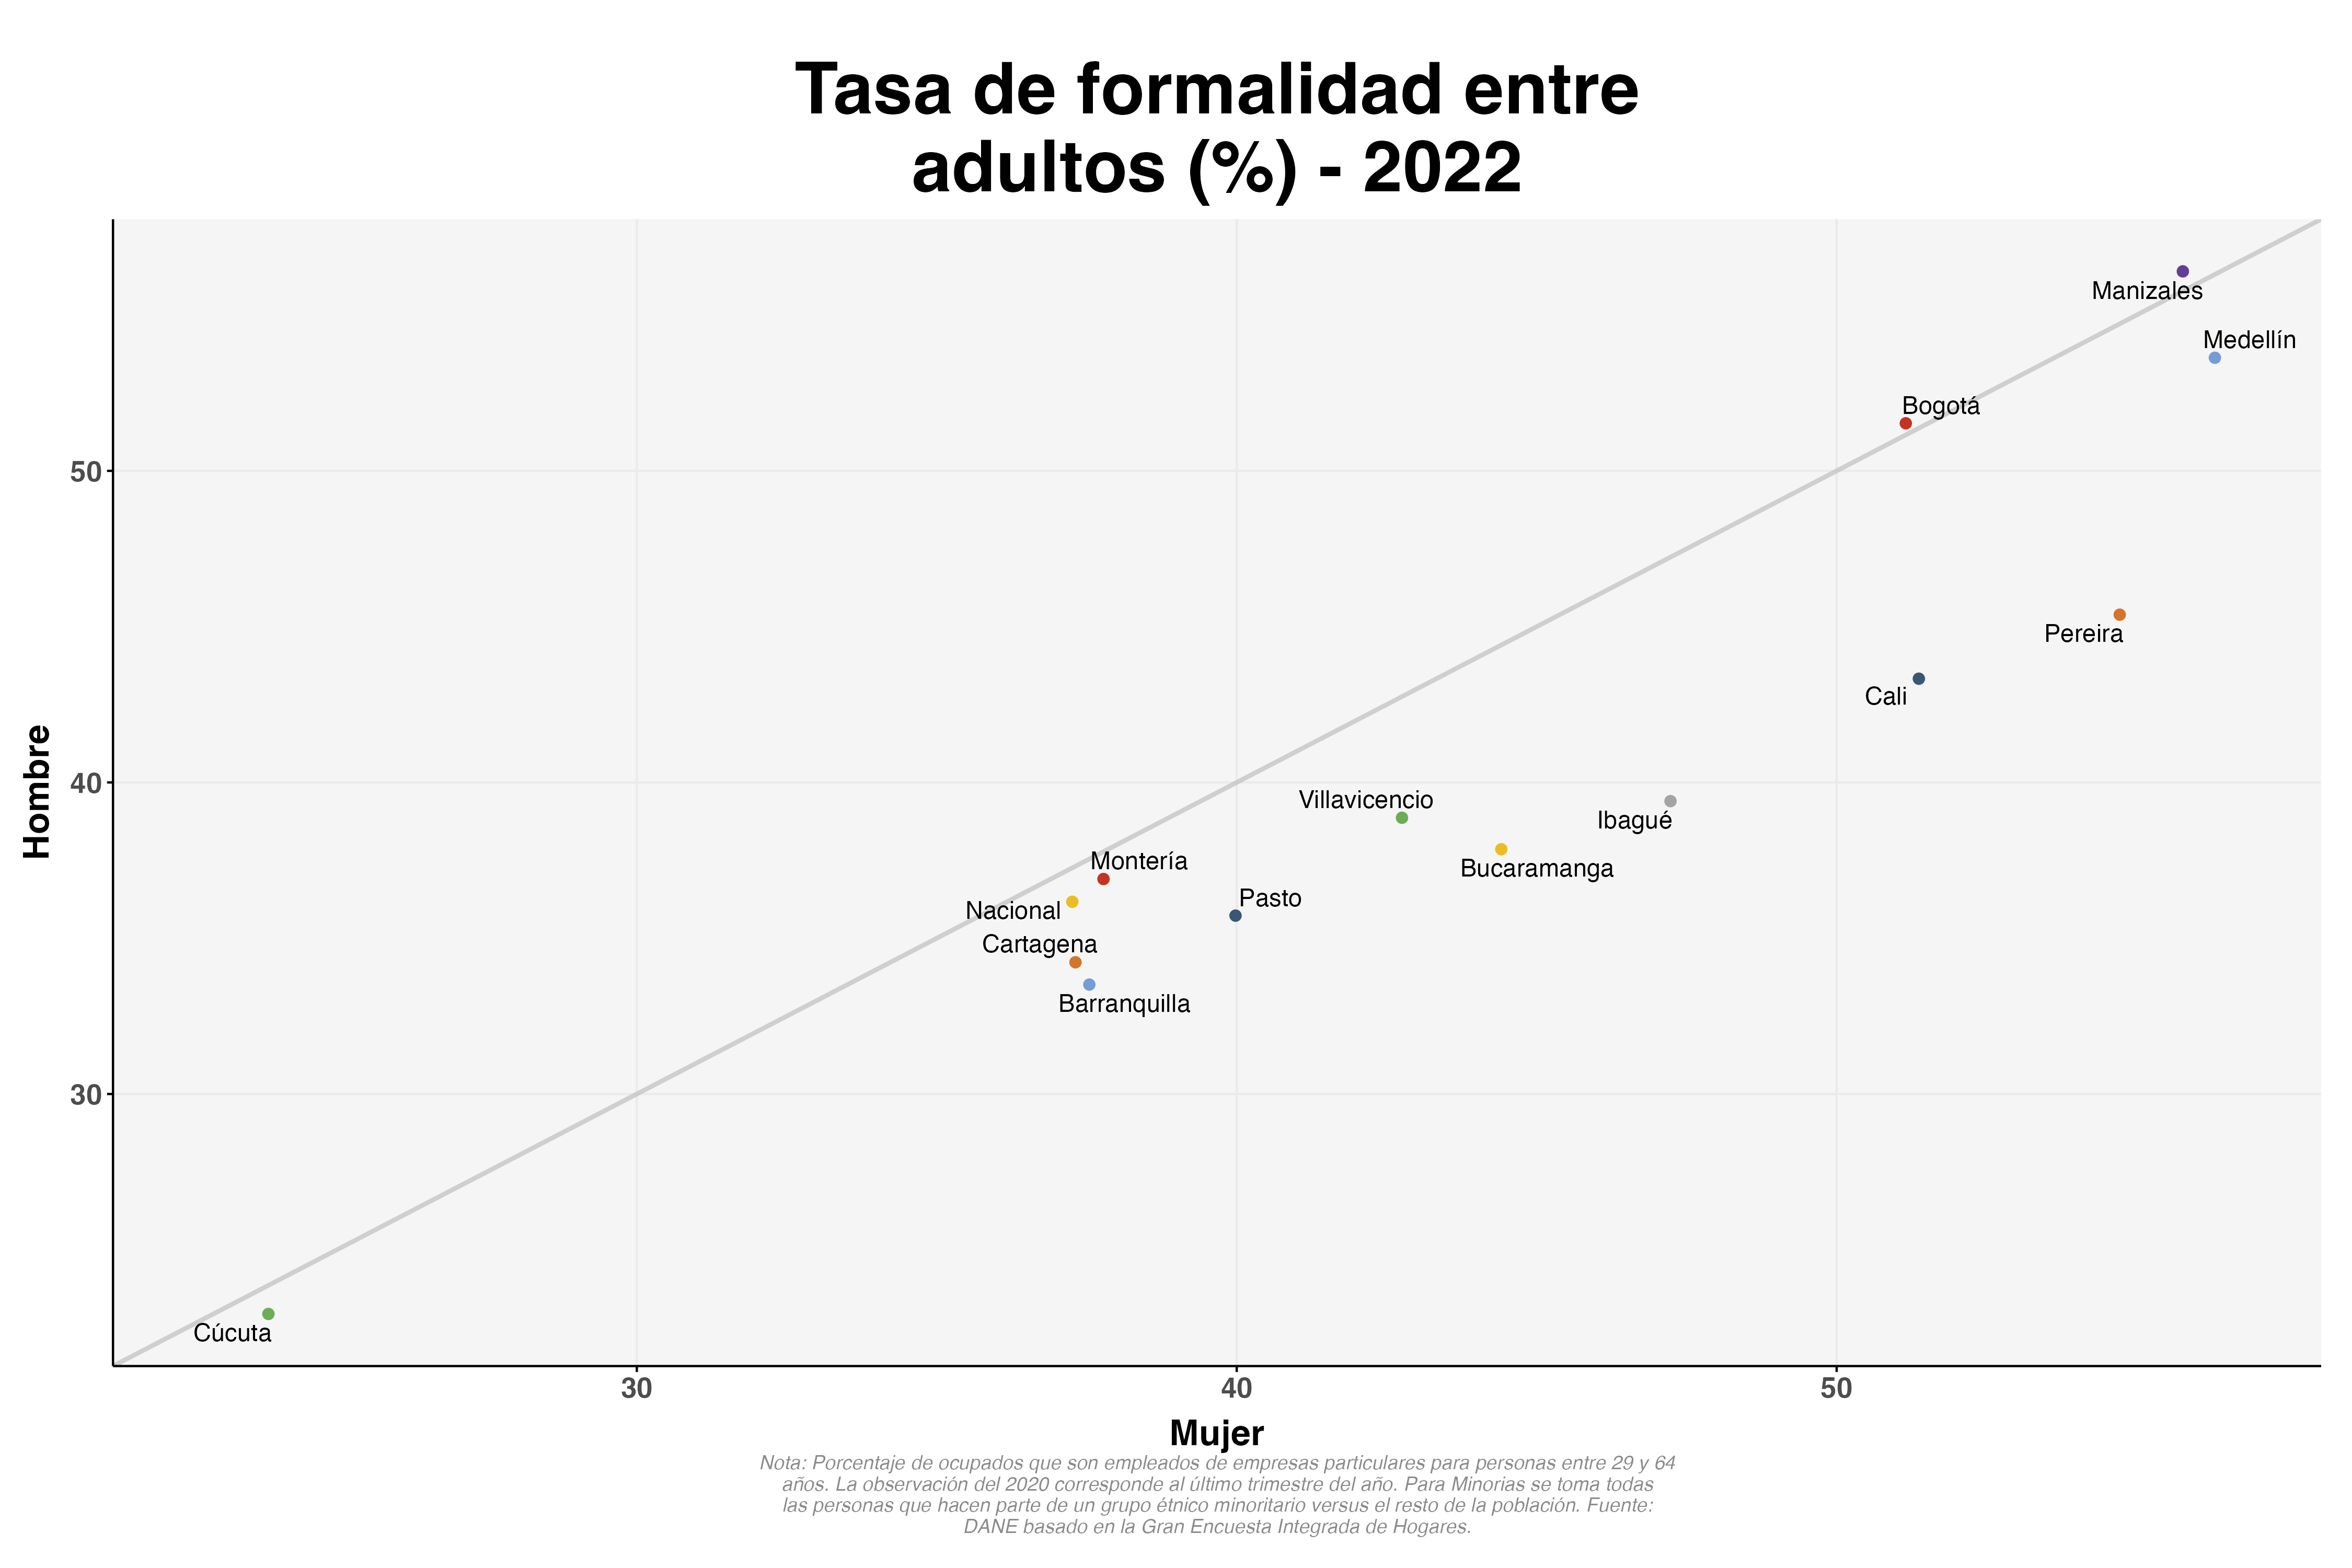 Tasa de formalidad entre
adultos (%) - 2022
Manizales
Medellín
Bogotá
50
Pereira
Cali
Hombre
40
Villavicencio
Ibagué
Montería
Bucaramanga
Nacional
Pasto
Cartagena
Barranquilla
30
Cúcuta
30
40
50
Mujer
Nota: Porcentaje de ocupados que son empleados de empresas particulares para personas entre 29 y 64
años. La observación del 2020 corresponde al último trimestre del año. Para Minorias se toma todas
las personas que hacen parte de un grupo étnico minoritario versus el resto de la población. Fuente:
DANE basado en la Gran Encuesta Integrada de Hogares.